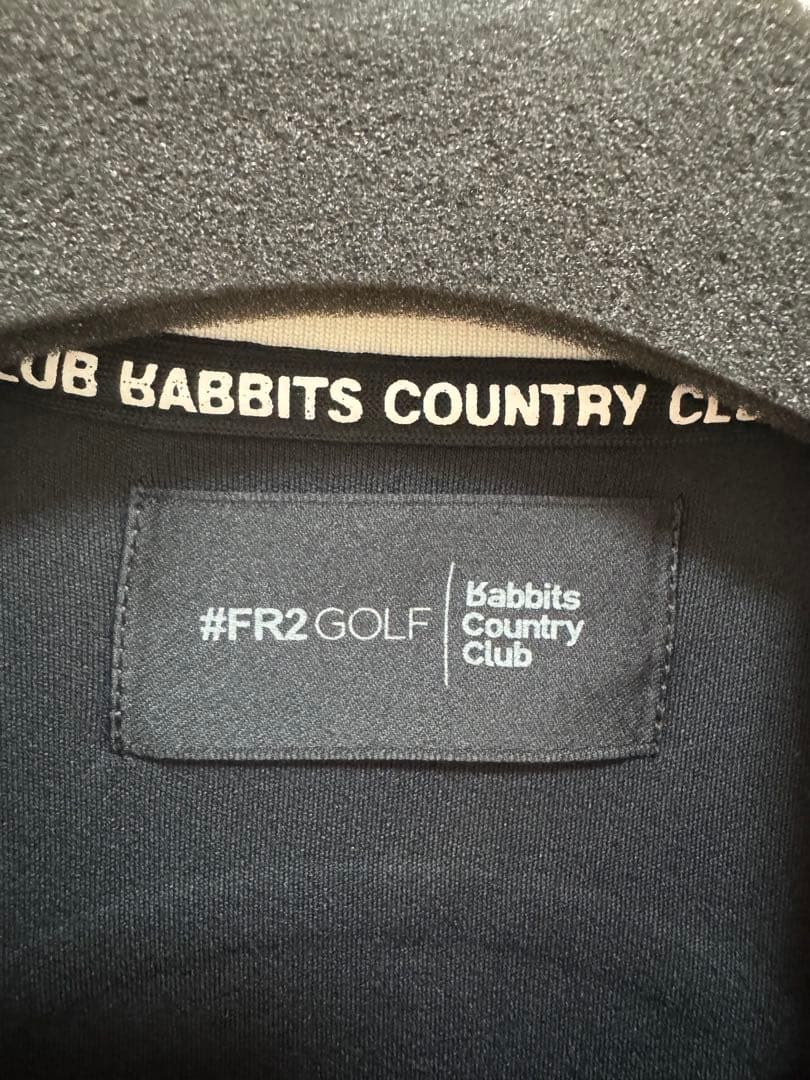 CLUB RABBITS COUNTRY CLU
#FR2 GOLF
Rabbits
Country
Club